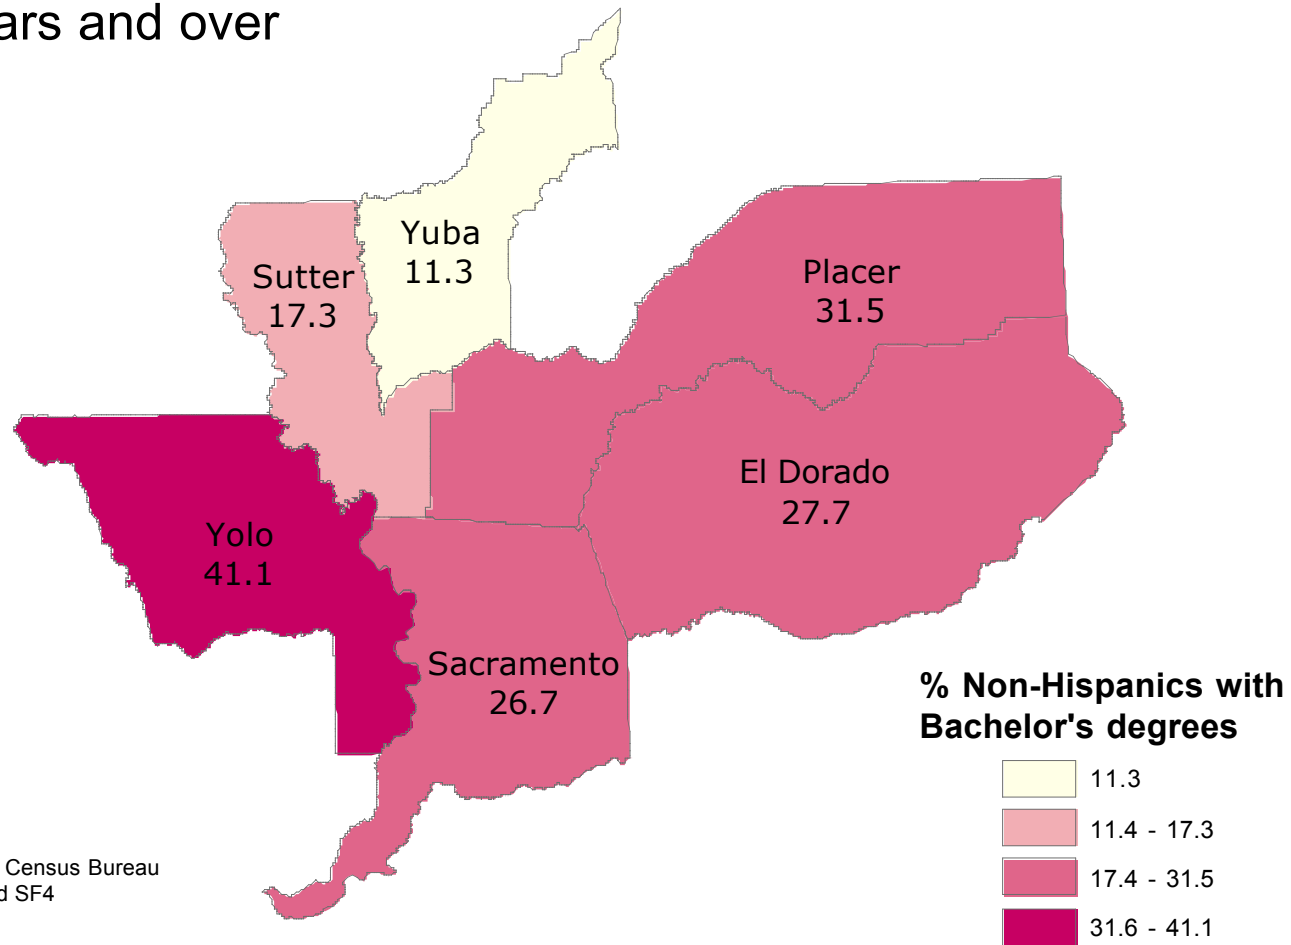 ars and over
Yuba
11.3
Sutter
17.3
Placer
31.5
El Dorado
27.7
Yolo
41.1
Sacramento
26.7
% Non-Hispanics with
Bachelor's degrees
11.3
11.4 - 17.3
17.4 - 31.5
31.6 - 41.1
Census Bureau
d SF4